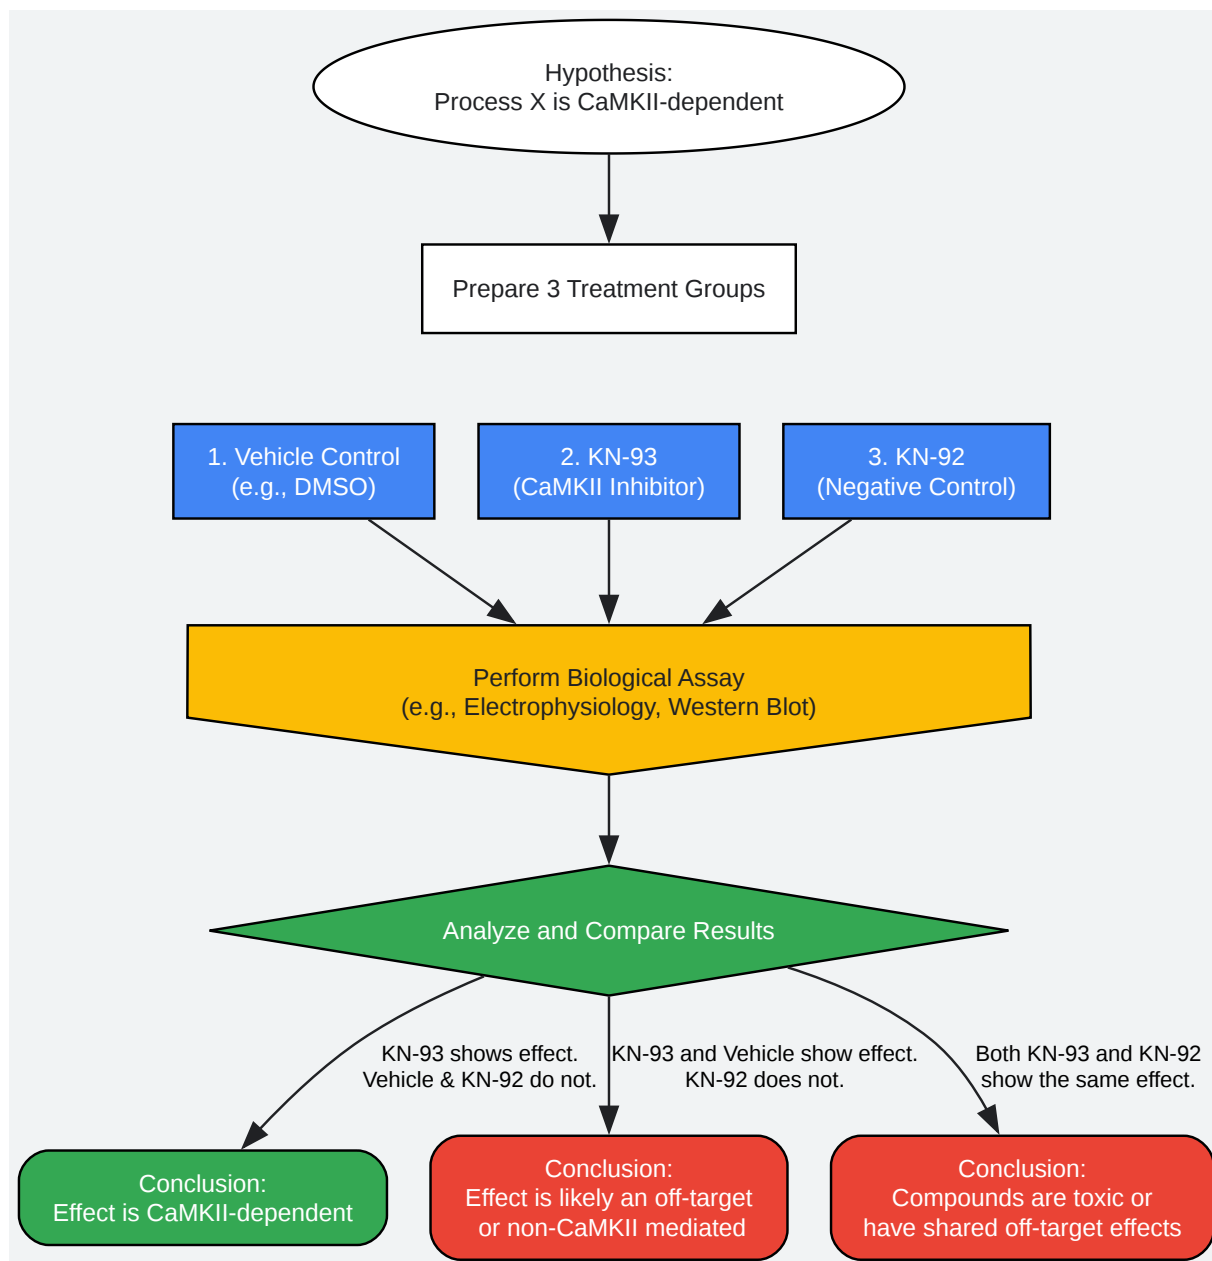 Hypothesis:
Process X is CaMKII-dependent
Prepare 3 Treatment Groups
1. Vehicle Control
(e.g., DMSO)
2. KN-93
(CaMKII Inhibitor)
3. KN-92
(Negative Control)
Perform Biological Assay
(e.g., Electrophysiology, Western Blot)
Analyze and Compare Results
KN-93 shows effect.
Vehicle & KN-92 do not.
KN-93 and Vehicle show effect.
KN-92 does not.
Both KN-93 and KN-92
show the same effect.
Conclusion:
Effect is CaMKII-dependent
Conclusion:
Effect is likely an off-target
or non-CaMKII mediated
Conclusion:
Compounds are toxic or
have shared off-target effects